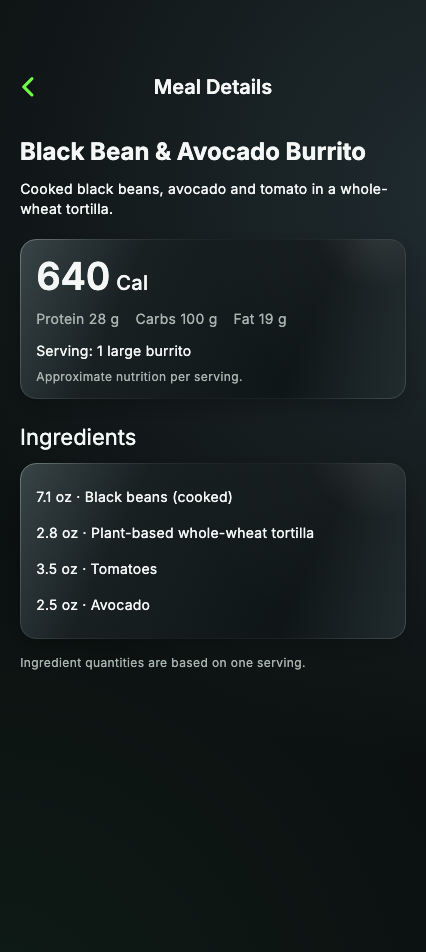 Meal Details
Black Bean & Avocado Burrito
Cooked black beans, avocado and tomato in a whole-
wheat tortilla.
640 Cal
Protein 28 g Carbs 100 g Fat 19 g
Serving: 1 large burrito
Approximate nutrition per serving.
Ingredients
7.1 oz · Black beans (cooked)
2.8 oz · Plant-based whole-wheat tortilla
3.5 oz · Tomatoes
2.5 oz · Avocado
Ingredient quantities are based on one serving.